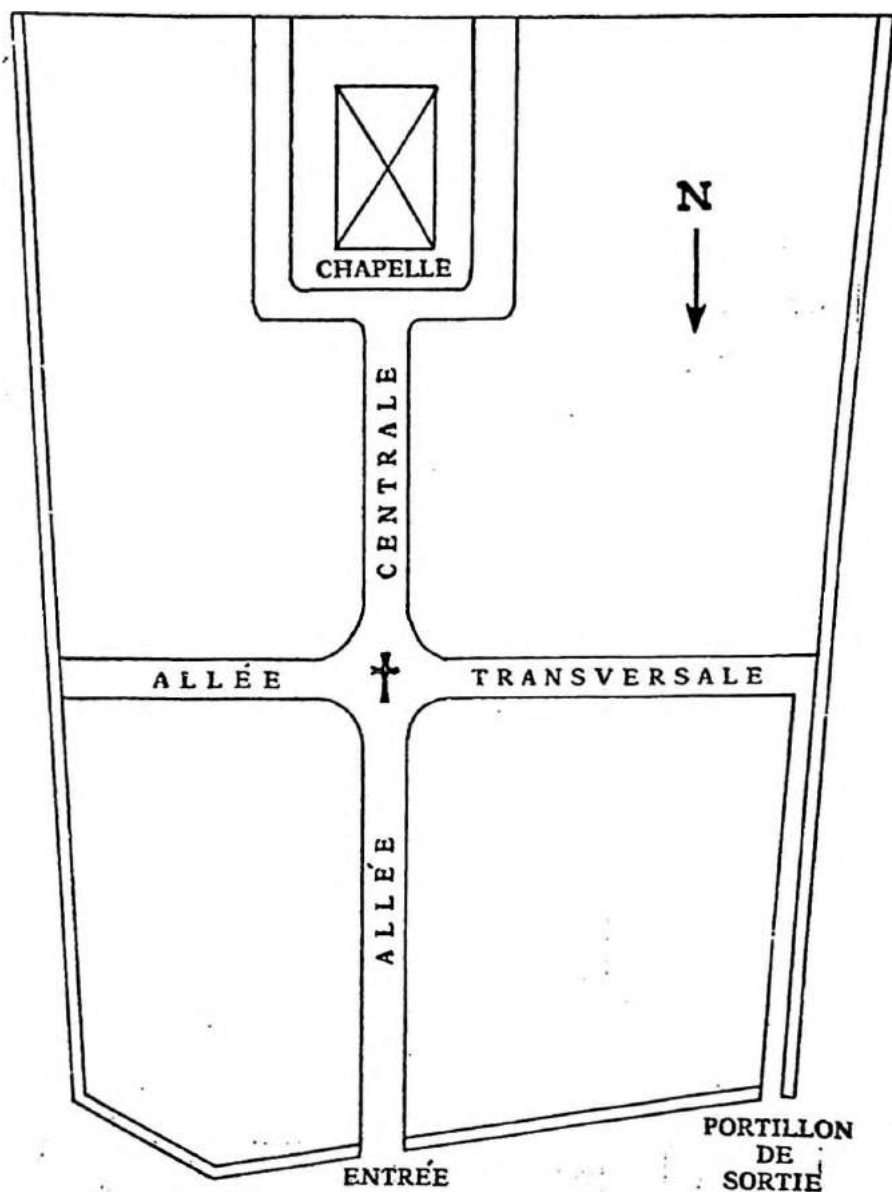 CHAPELLE
N
CENTRALE
ALLÉE
TRANSVERSALE
ALLÉE
ENTRÉE
PORTILLON
DE
SORTIE